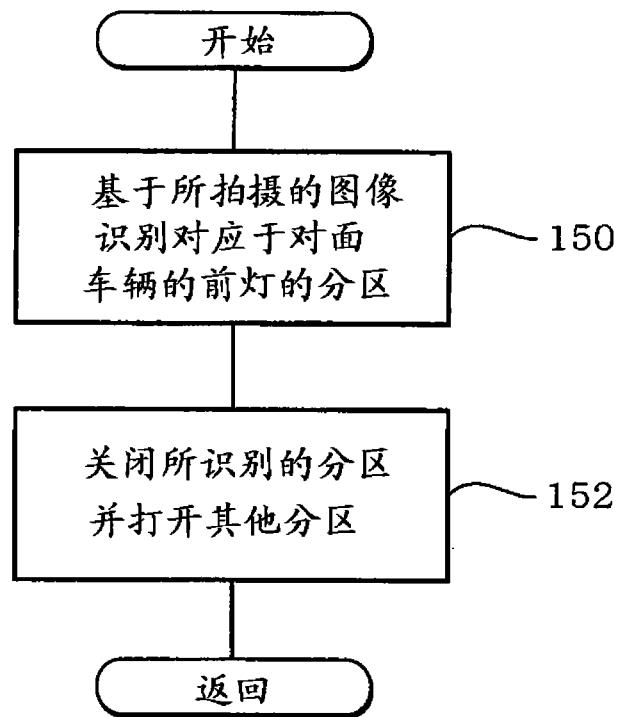 开始
基于所拍摄的图像
识别对应于对面
车辆的前灯的分区
150
关闭所识别的分区
并打开其他分区
152
返回